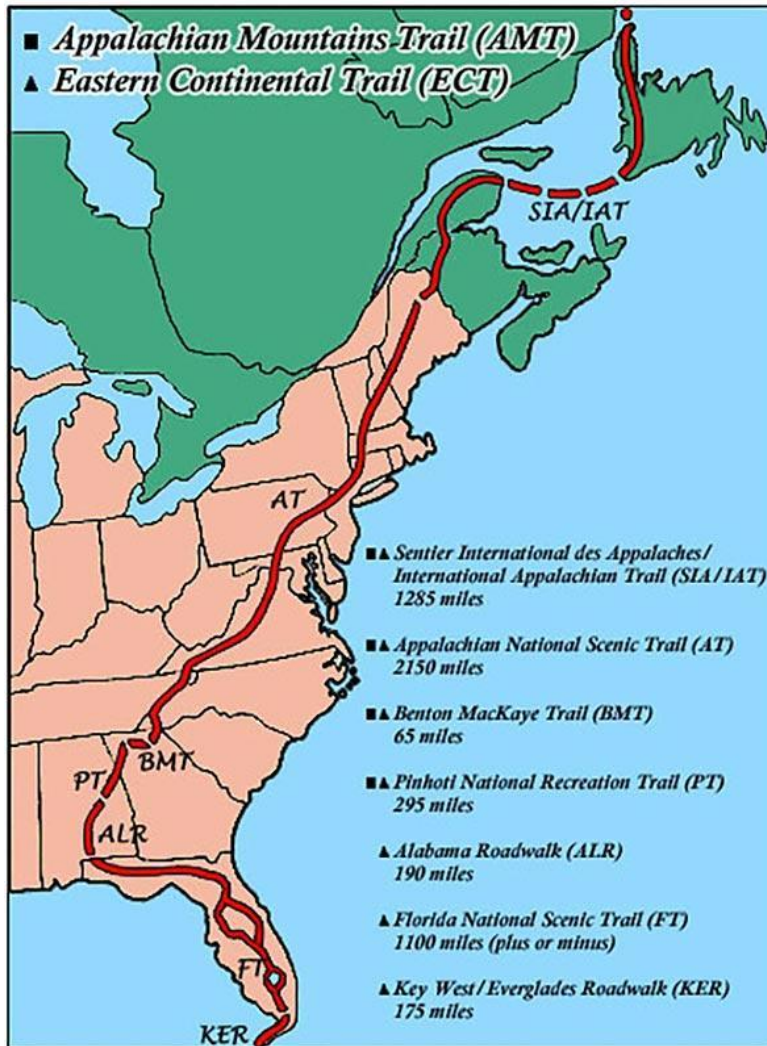 ■ Appalachian Mountains Trail (AMT)
▲ Eastern Continental Trail (ECT)
SIA/IAT
AT
■▲ Sentier International des Appalaches/
International Appalachian Trail (SIA/IAT)
1285 miles
■▲ Appalachian National Scenic Trail (AT)
2150 miles
■▲ Benton MacKaye Trail (BMT)
65 miles
BMT
PT
■▲ Pinhoti National Recreation Trail (PT)
295 miles
ALR
▲ Alabama Roadwalk (ALR)
190 miles
▲ Florida National Scenic Trail (FT)
1100 miles (plus or minus)
FT
▲ Key West/Everglades Roadwalk (KER)
175 miles
KER